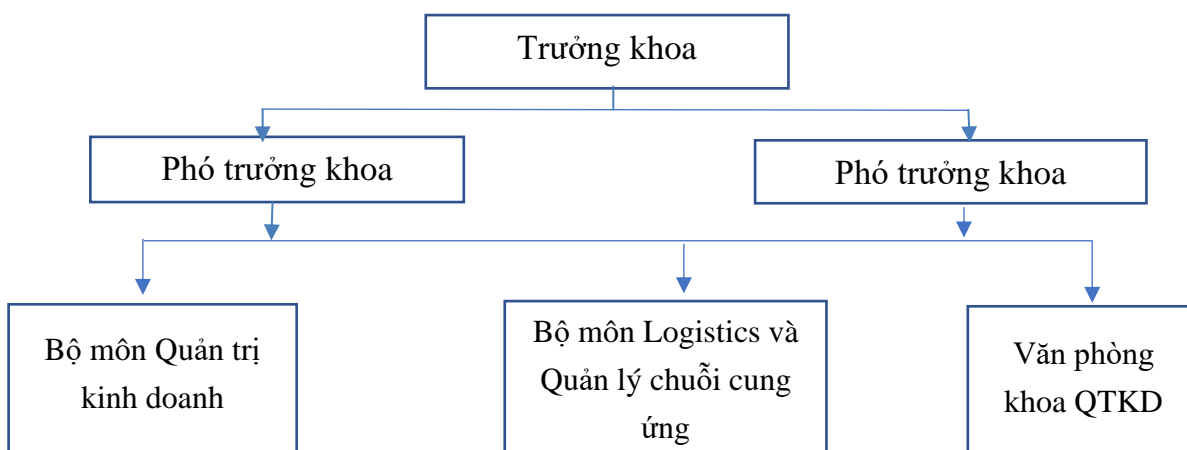 Trưởng khoa
Phó trưởng khoa
Phó trưởng khoa
Bộ môn Quản trị
kinh doanh
Bộ môn Logistics và
Quản lý chuỗi cung
ứng
Văn phòng
khoa QTKD